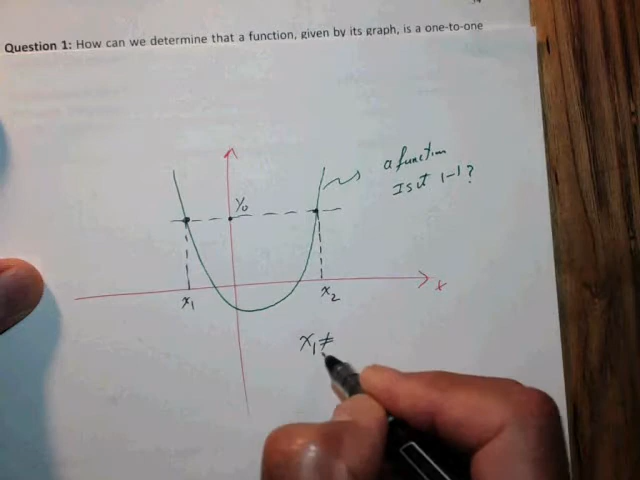 Question 1: How can we determine that a function, given by its graph, is a one-to-one
a function
Is it 1-1?
y₀
x₁
x₂
x
x₁ ≠